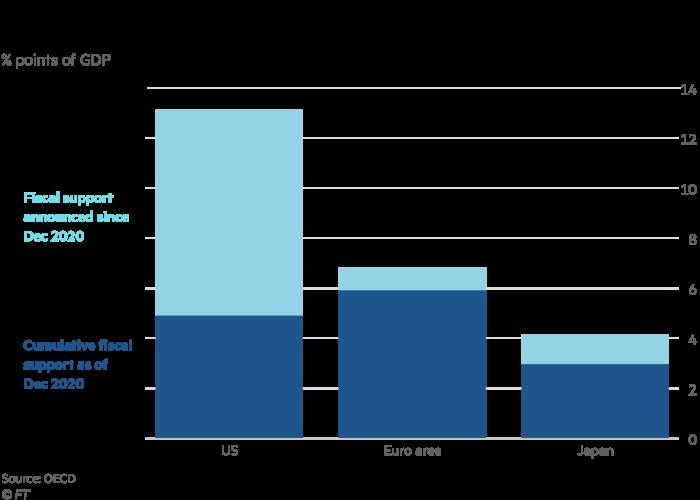 % points of GDP
14
12
10
8
6
4
2
0
Fiscal support
announced since
Dec 2020
Cumulative fiscal
support as of
Dec 2020
US
Euro area
Japan
Source: OECD
© FT